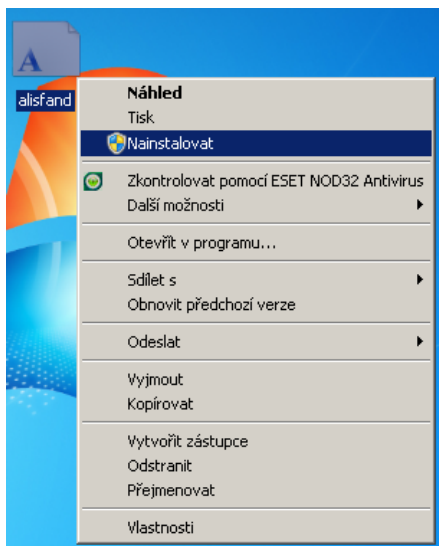 A
alisfand
Náhled
Tisk
Nainstalovat
Zkontrolovat pomocí ESET NOD32 Antivirus
Další možnosti
Otevřít v programu...
Sdílet s
Obnovit předchozí verze
Odeslat
Vyjmout
Kopírovat
Vytvořit zástupce
Odstranit
Přejmenovat
Vlastnosti